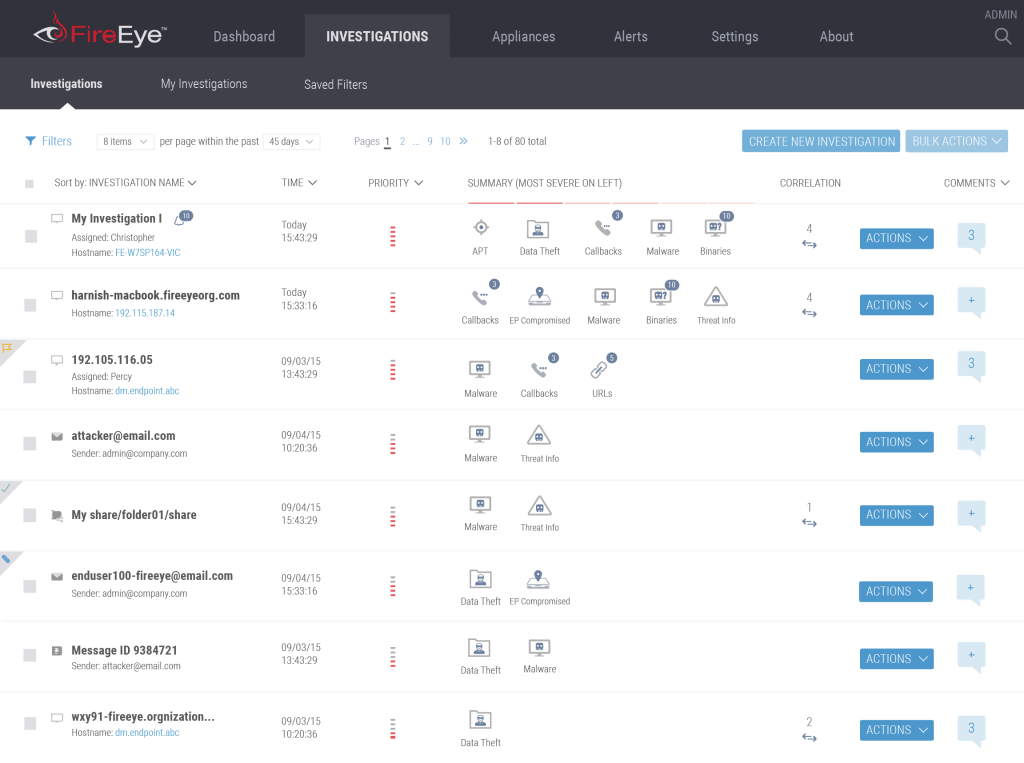 ADMIN
FireEye™
Dashboard INVESTIGATIONS Appliances Alerts Settings About
Investigations My Investigations Saved Filters
Filters 8 items per page within the past 45 days Pages 1 2 ... 9 10 » 1-8 of 80 total CREATE NEW INVESTIGATION BULK ACTIONS
Sort by: INVESTIGATION NAME TIME PRIORITY SUMMARY (MOST SEVERE ON LEFT) CORRELATION COMMENTS
My Investigation I 10
Assigned: Christopher
Hostname: FE-W7SP164-VIC
Today
15:43:29
3 10
APT Data Theft Callbacks Malware Binaries
4
ACTIONS
3
harnish-macbook.fireeyeorg.com
Hostname: 192.115.187.14
Today
15:33:16
3 10
Callbacks EP Compromised Malware Binaries Threat Info
4
ACTIONS
+
192.105.116.05
Assigned: Percy
Hostname: dm.endpoint.abc
09/03/15
13:43:29
3 5
Malware Callbacks URLs
ACTIONS
3
attacker@email.com
Sender: admin@company.com
09/04/15
10:20:36
Malware Threat Info
ACTIONS
+
My share/folder01/share
09/04/15
15:43:29
Malware Threat Info
1
ACTIONS
+
enduser100-fireeye@email.com
Sender: admin@company.com
09/04/15
15:33:16
Data Theft EP Compromised
ACTIONS
+
Message ID 9384721
Sender: attacker@email.com
09/03/15
13:43:29
Data Theft Malware
ACTIONS
+
wxy91-fireeye.orgnization...
Hostname: dm.endpoint.abc
09/03/15
10:20:36
Data Theft
2
ACTIONS
3